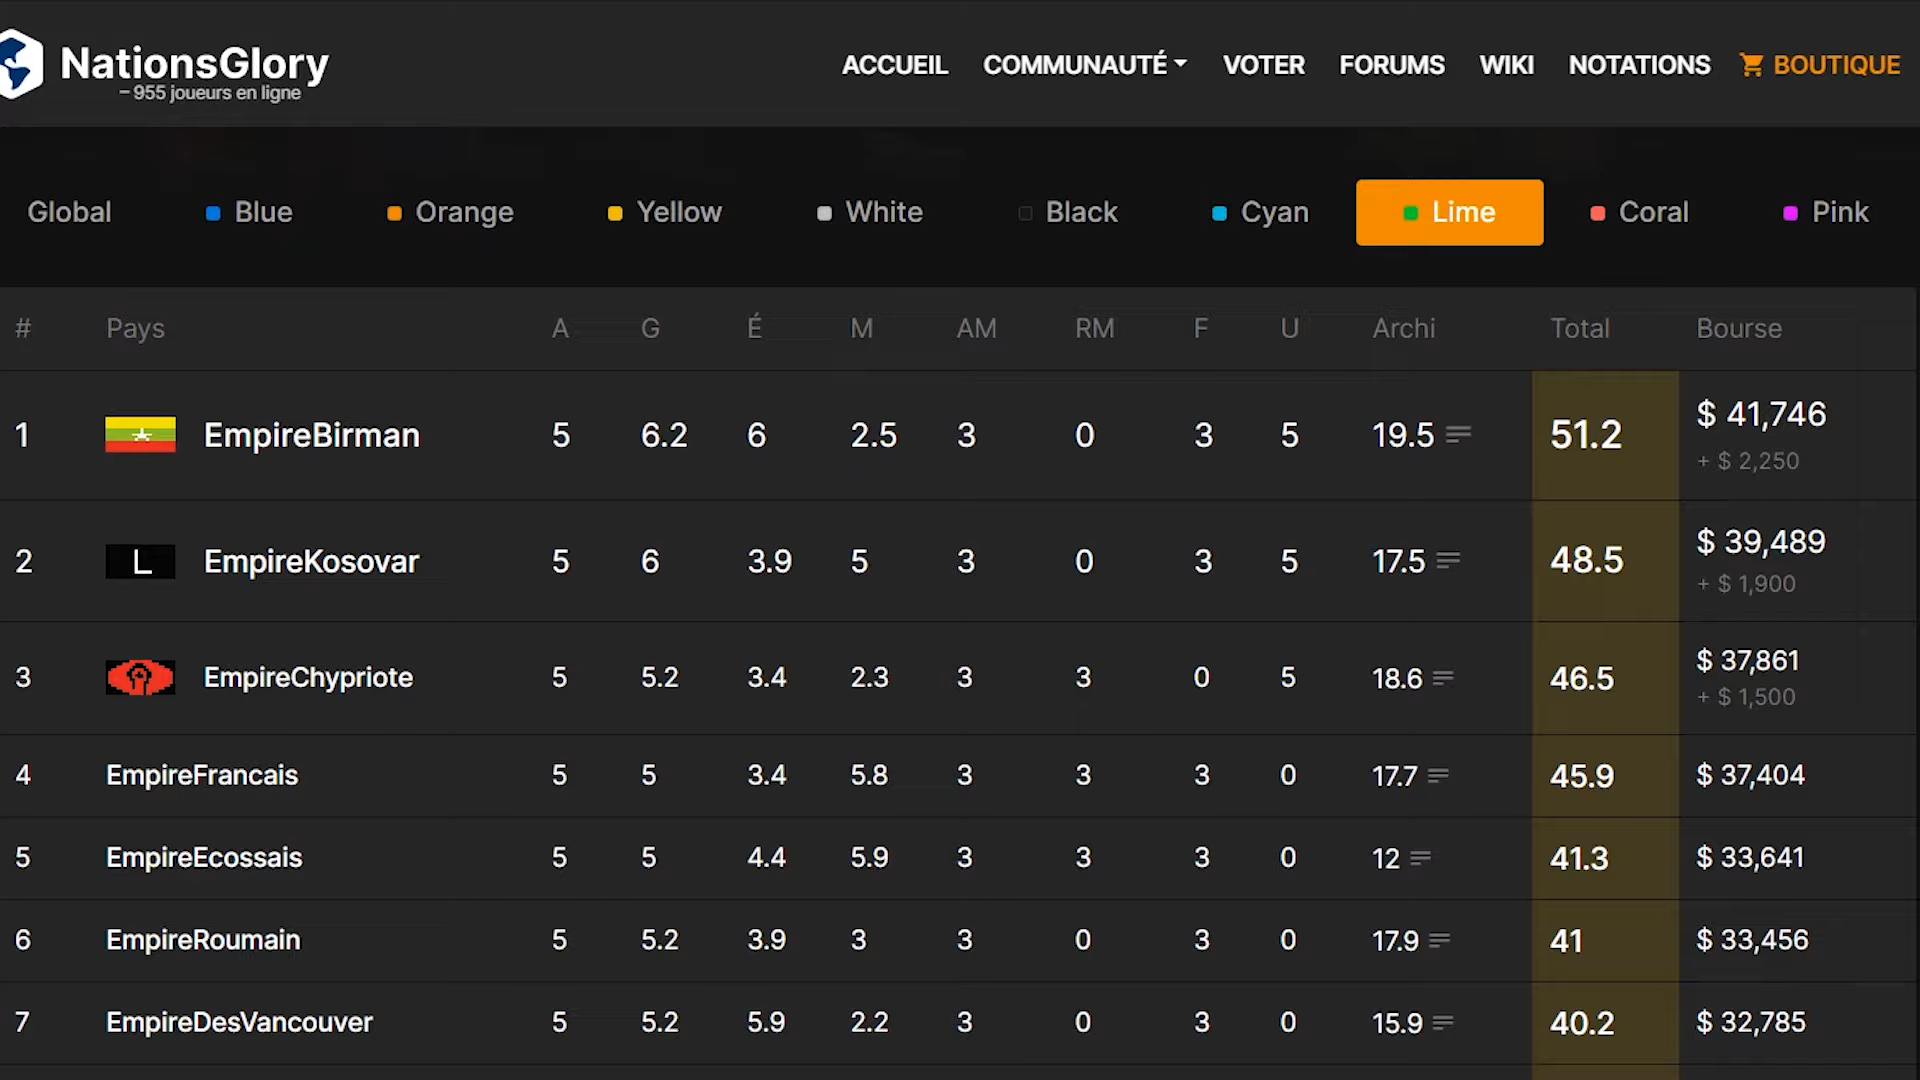 NationsGlory
– 955 joueurs en ligne
ACCUEIL COMMUNAUTÉ VOTER FORUMS WIKI NOTATIONS BOUTIQUE
Global Blue Orange Yellow White Black Cyan Lime Coral Pink
# Pays A G É M AM RM F U Archi Total Bourse
1 EmpireBirman 5 6.2 6 2.5 3 0 3 5 19.5 51.2 $ 41,746
+ $ 2,250
2 L EmpireKosovar 5 6 3.9 5 3 0 3 5 17.5 48.5 $ 39,489
+ $ 1,900
3 EmpireChypriote 5 5.2 3.4 2.3 3 3 0 5 18.6 46.5 $ 37,861
+ $ 1,500
4 EmpireFrancais 5 5 3.4 5.8 3 3 3 0 17.7 45.9 $ 37,404
5 EmpireEcossais 5 5 4.4 5.9 3 3 3 0 12 41.3 $ 33,641
6 EmpireRoumain 5 5.2 3.9 3 3 0 3 0 17.9 41 $ 33,456
7 EmpireDesVancouver 5 5.2 5.9 2.2 3 0 3 0 15.9 40.2 $ 32,785